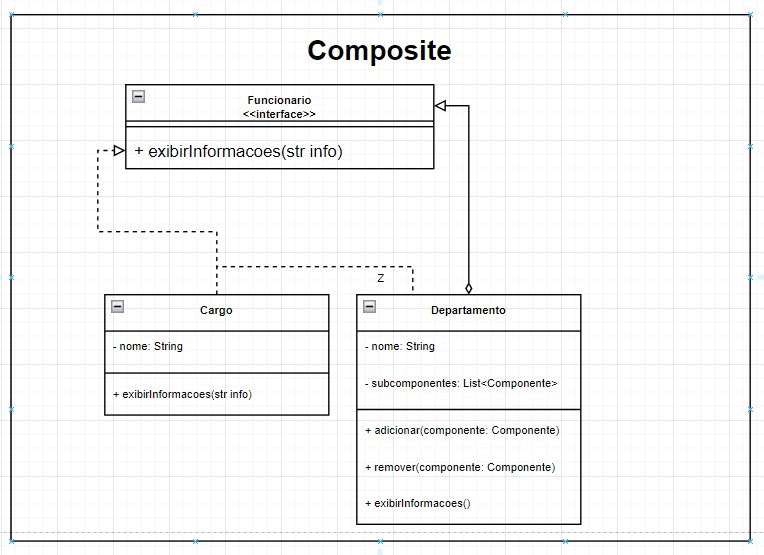 Composite
Funcionario
<<interface>>
+ exibirInformacoes(str info)
Z
Cargo
- nome: String
+ exibirInformacoes(str info)
Departamento
- nome: String
- subcomponentes: List<Componente>
+ adicionar(componente: Componente)
+ remover(componente: Componente)
+ exibirInformacoes()